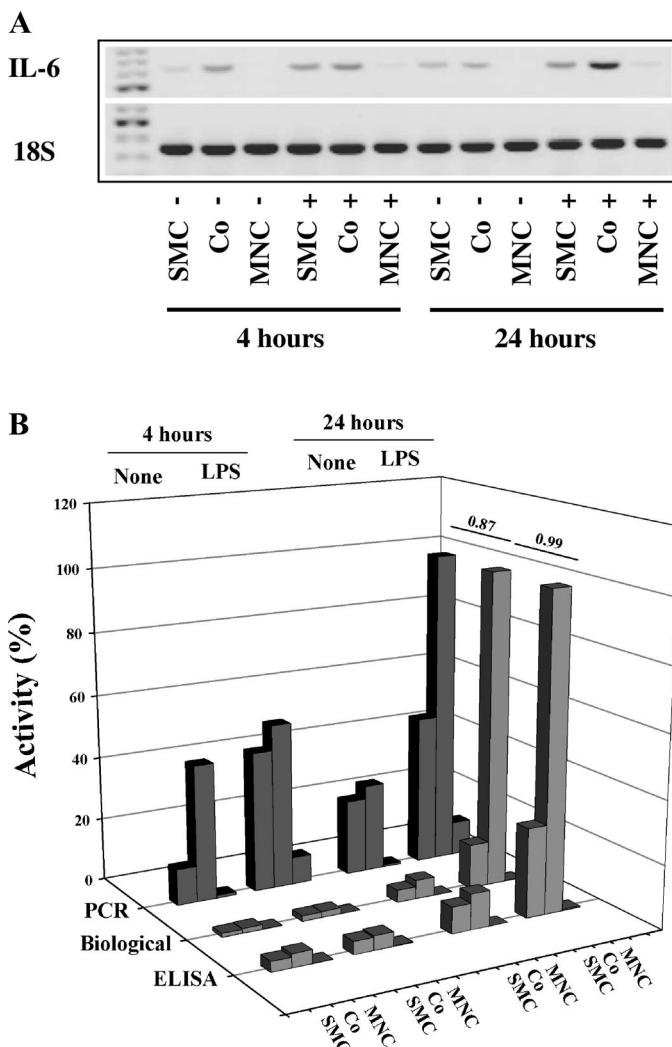 A
IL-6
18S
SMC - Co - MNC - SMC + Co + MNC + SMC - Co - MNC - SMC + Co + MNC +
4 hours 24 hours
B
4 hours 24 hours
None LPS None LPS
120
100
80
60
40
20
0
Activity (%)
0.87 0.99
PCR
Biological
ELISA
SMC Co MNC SMC Co MNC SMC Co MNC SMC Co MNC